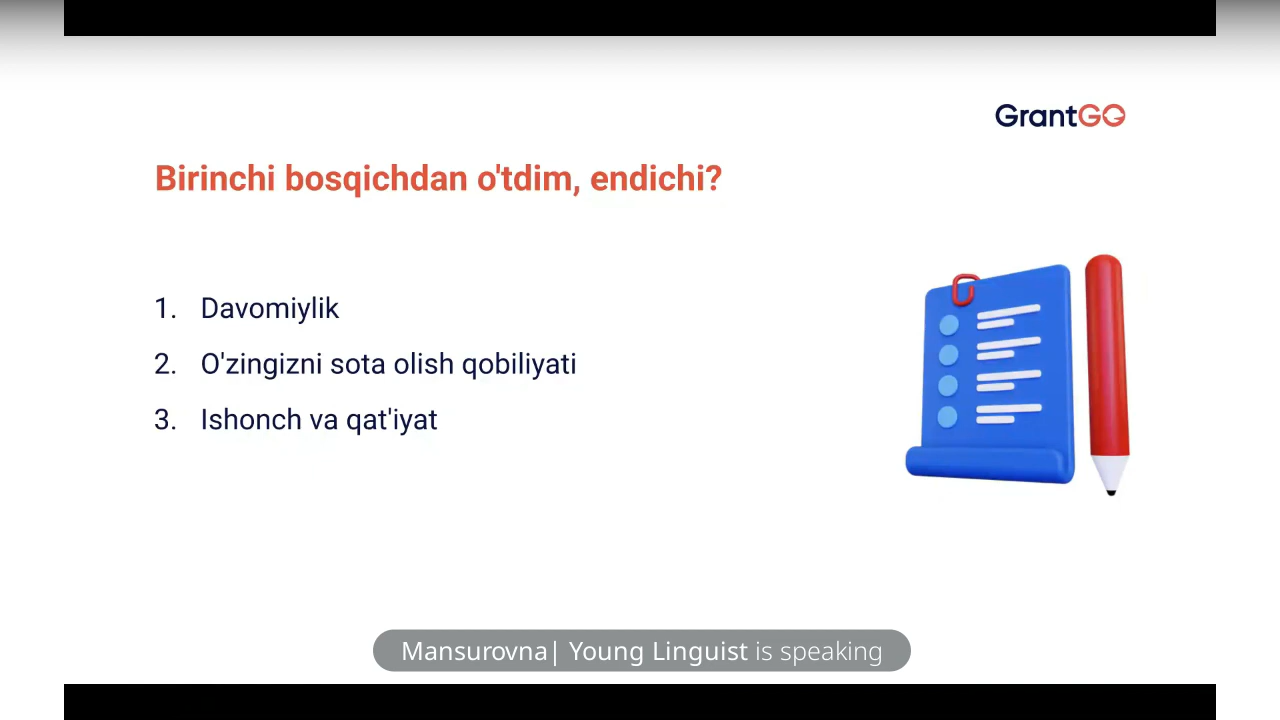 GrantGO
Birinchi bosqichdan o'tdim, endichi?
1. Davomiylik
2. O'zingizni sota olish qobiliyati
3. Ishonch va qat'iyat
Mansurovna| Young Linguist is speaking